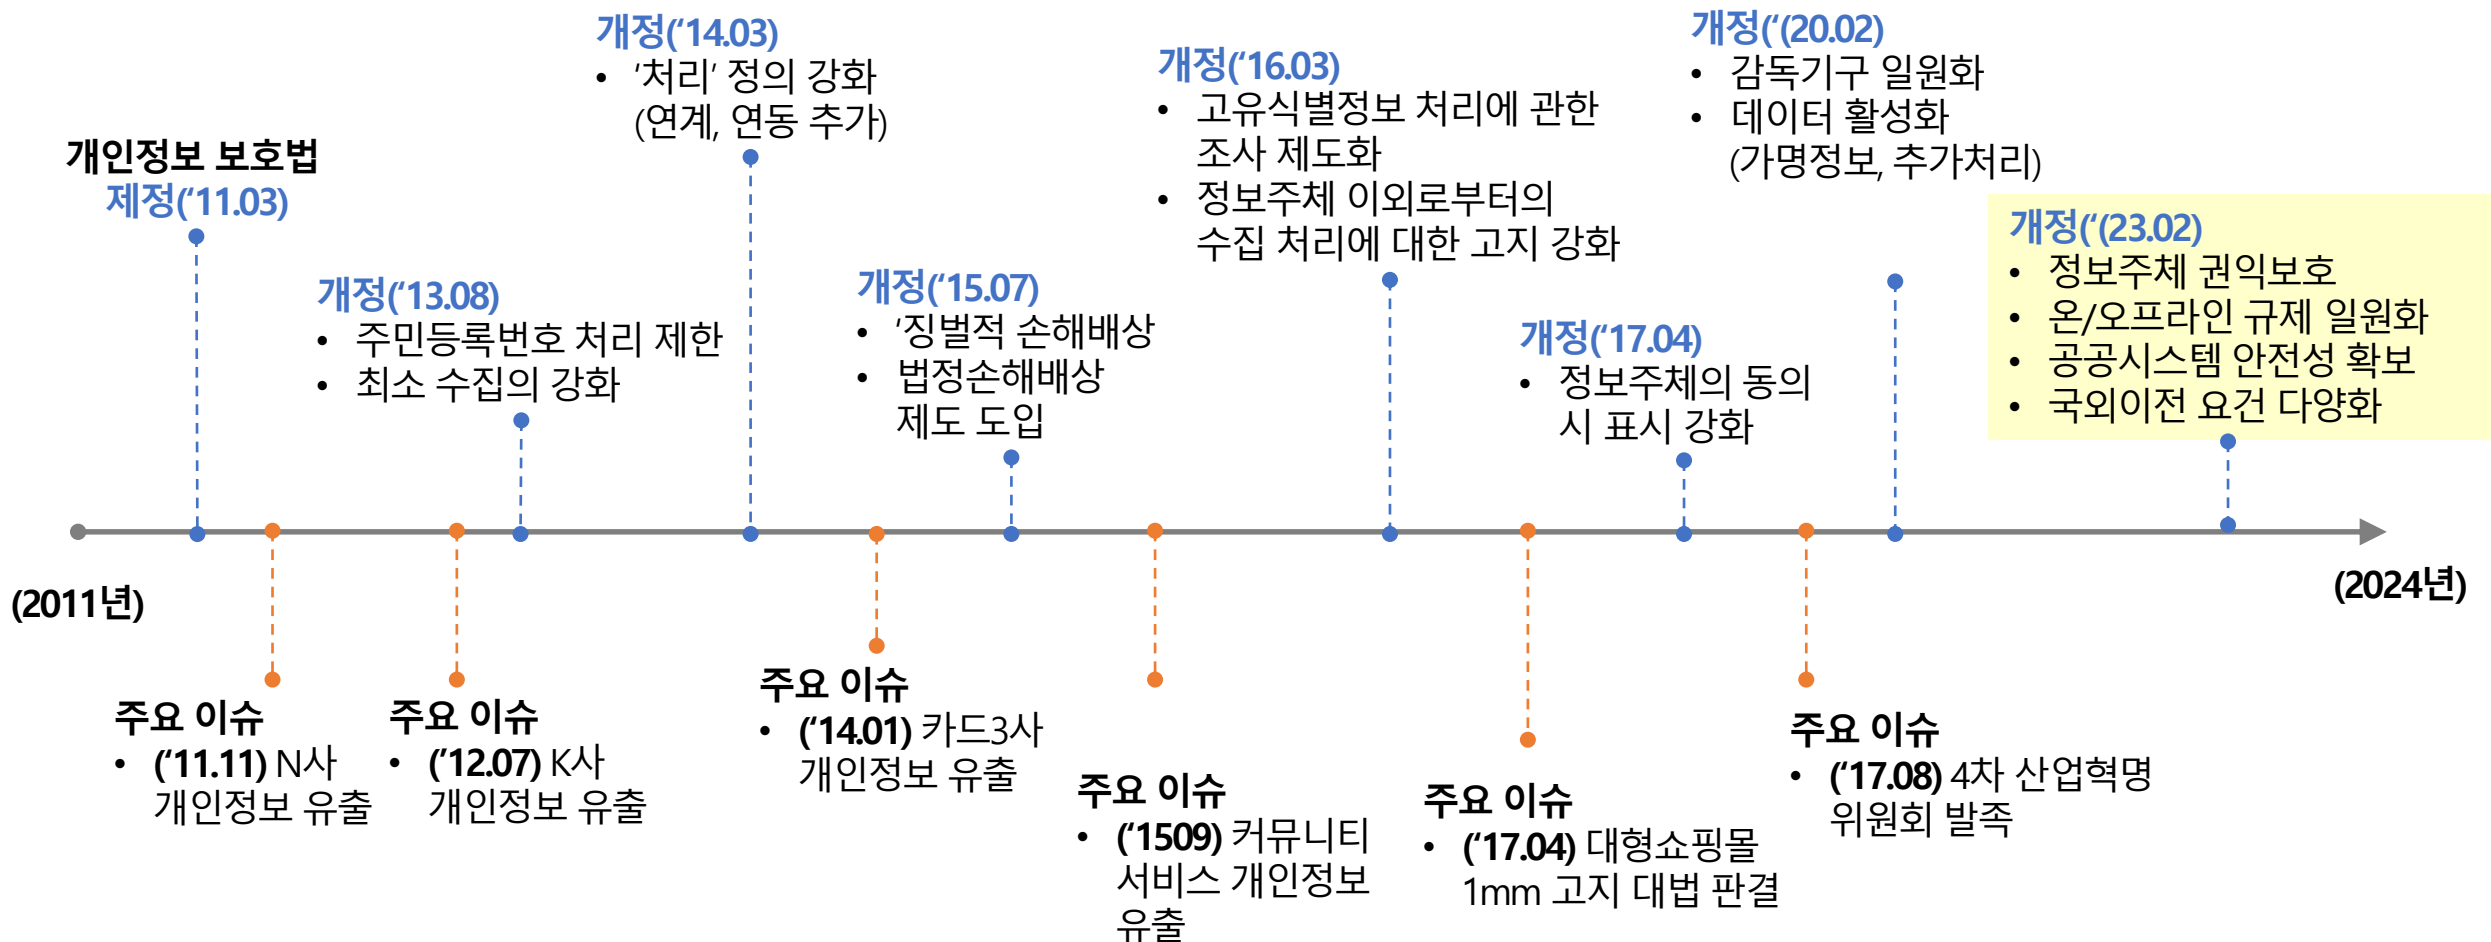 개인정보 보호법
제정(‘11.03)
개정(‘13.08)
• 주민등록번호 처리 제한
• 최소 수집의 강화
개정(‘14.03)
• ‘처리’ 정의 강화
(연계, 연동 추가)
개정(‘15.07)
• ‘징벌적 손해배상
• 법정손해배상
제도 도입
개정(‘16.03)
• 고유식별정보 처리에 관한
조사 제도화
• 정보주체 이외로부터의
수집 처리에 대한 고지 강화
개정(‘17.04)
• 정보주체의 동의
시 표시 강화
개정(‘(20.02)
• 감독기구 일원화
• 데이터 활성화
(가명정보, 추가처리)
개정(‘(23.02)
• 정보주체 권익보호
• 온/오프라인 규제 일원화
• 공공시스템 안전성 확보
• 국외이전 요건 다양화
(2011년)
(2024년)
주요 이슈
• (‘11.11) N사
개인정보 유출
주요 이슈
• (’12.07) K사
개인정보 유출
주요 이슈
• (‘14.01) 카드3사
개인정보 유출
주요 이슈
• (‘1509) 커뮤니티
서비스 개인정보
유출
주요 이슈
• (‘17.04) 대형쇼핑몰
1mm 고지 대법 판결
주요 이슈
• (‘17.08) 4차 산업혁명
위원회 발족